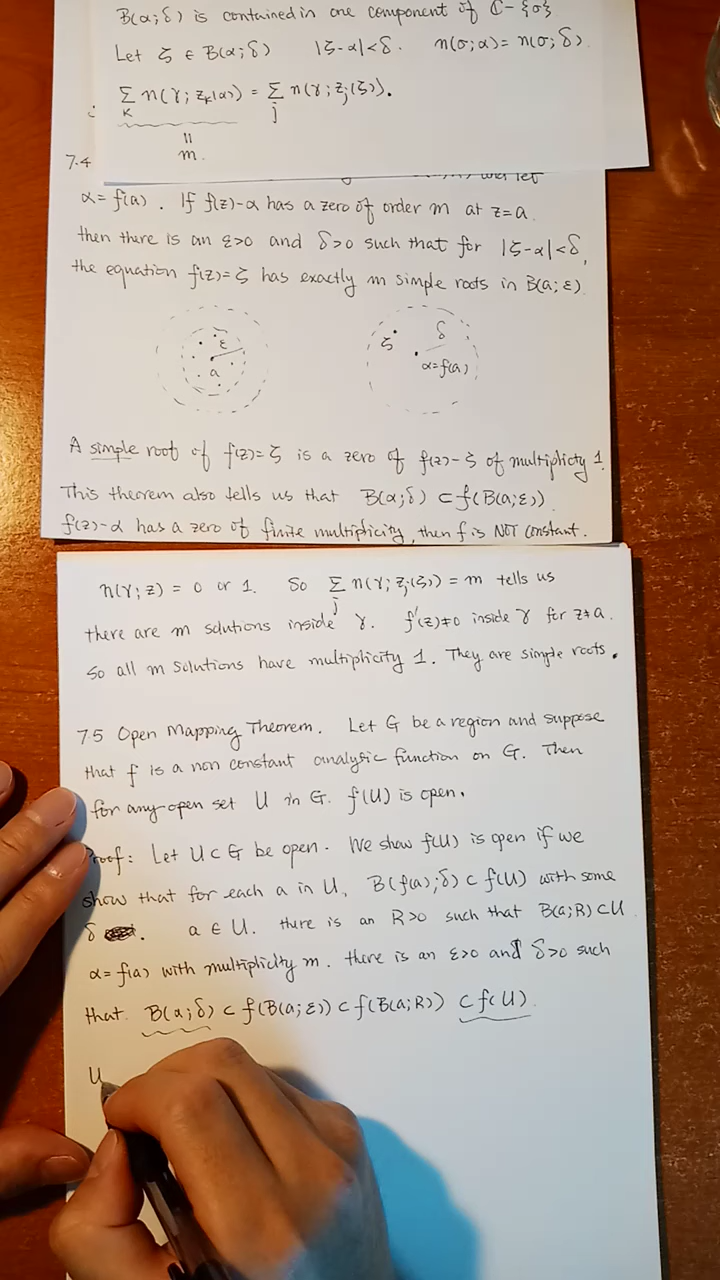 B(α;δ) is contained in one component of ℂ-{σ}
Let ζ ∈ B(α;δ) |ζ-α|<δ. n(σ;α)= n(σ;δ).
∑_k n(γ; z_k(α)) = ∑_j n(γ; z_j(ζ)).
=
m.
7.4
α=f(a). If f(z)-α has a zero of order m at z=a.
then there is an ε>0 and δ>0 such that for |ζ-α|<δ,
the equation f(z)=ζ has exactly m simple roots in B(a;ε).
ε
a
ζ
δ
α=f(a)
A simple root of f(z)=ζ is a zero of f(z)-ζ of multiplicty 1.
This theorem also tells us that B(α;δ) ⊂ f(B(a;ε)).
f(z)-α has a zero of finite multiplicity, then f is NOT constant.
n(γ;z) = 0 or 1. So ∑_j n(γ; z_j(ζ)) = m tells us
there are m solutions inside γ. f'(z)≠0 inside γ for z≠a.
So all m solutions have multiplicity 1. They are simple roots.
7.5 Open Mapping Theorem. Let G be a region and suppose
that f is a non constant analytic function on G. Then
for any open set U in G. f(U) is open.
Proof: Let U⊂G be open. We show f(U) is open if we
show that for each a in U, B(f(a);δ) ⊂ f(U) with some
δ. a ∈ U. there is an R>0 such that B(a;R)⊂U
α=f(a) with multiplicity m. there is an ε>0 and δ>0 such
that B(α;δ) ⊂ f(B(a;ε)) ⊂ f(B(a;R)) ⊂ f(U).
U